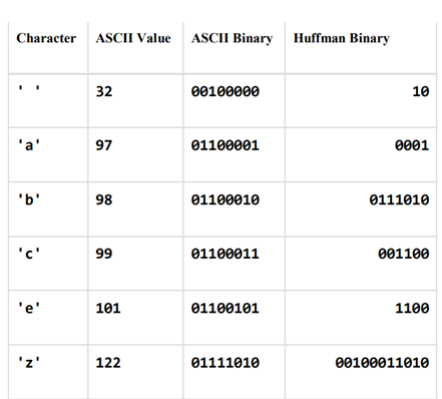 Character ASCII Value ASCII Binary Huffman Binary
' ' 32 00100000 10
'a' 97 01100001 0001
'b' 98 01100010 0111010
'c' 99 01100011 001100
'e' 101 01100101 1100
'z' 122 01111010 00100011010